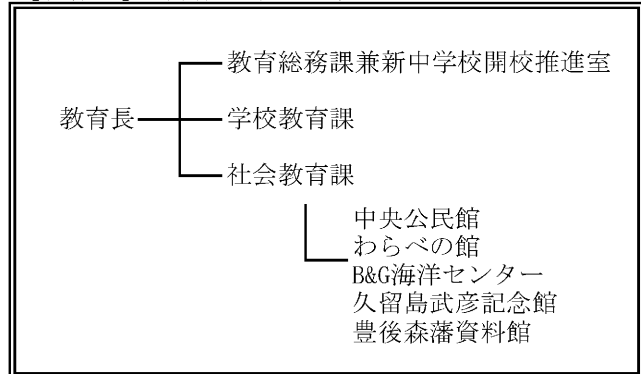 教育総務課兼新中学校開校推進室
教育長
学校教育課
社会教育課
中央公民館
わらべの館
B&G海洋センター
久留島武彦記念館
豊後森藩資料館